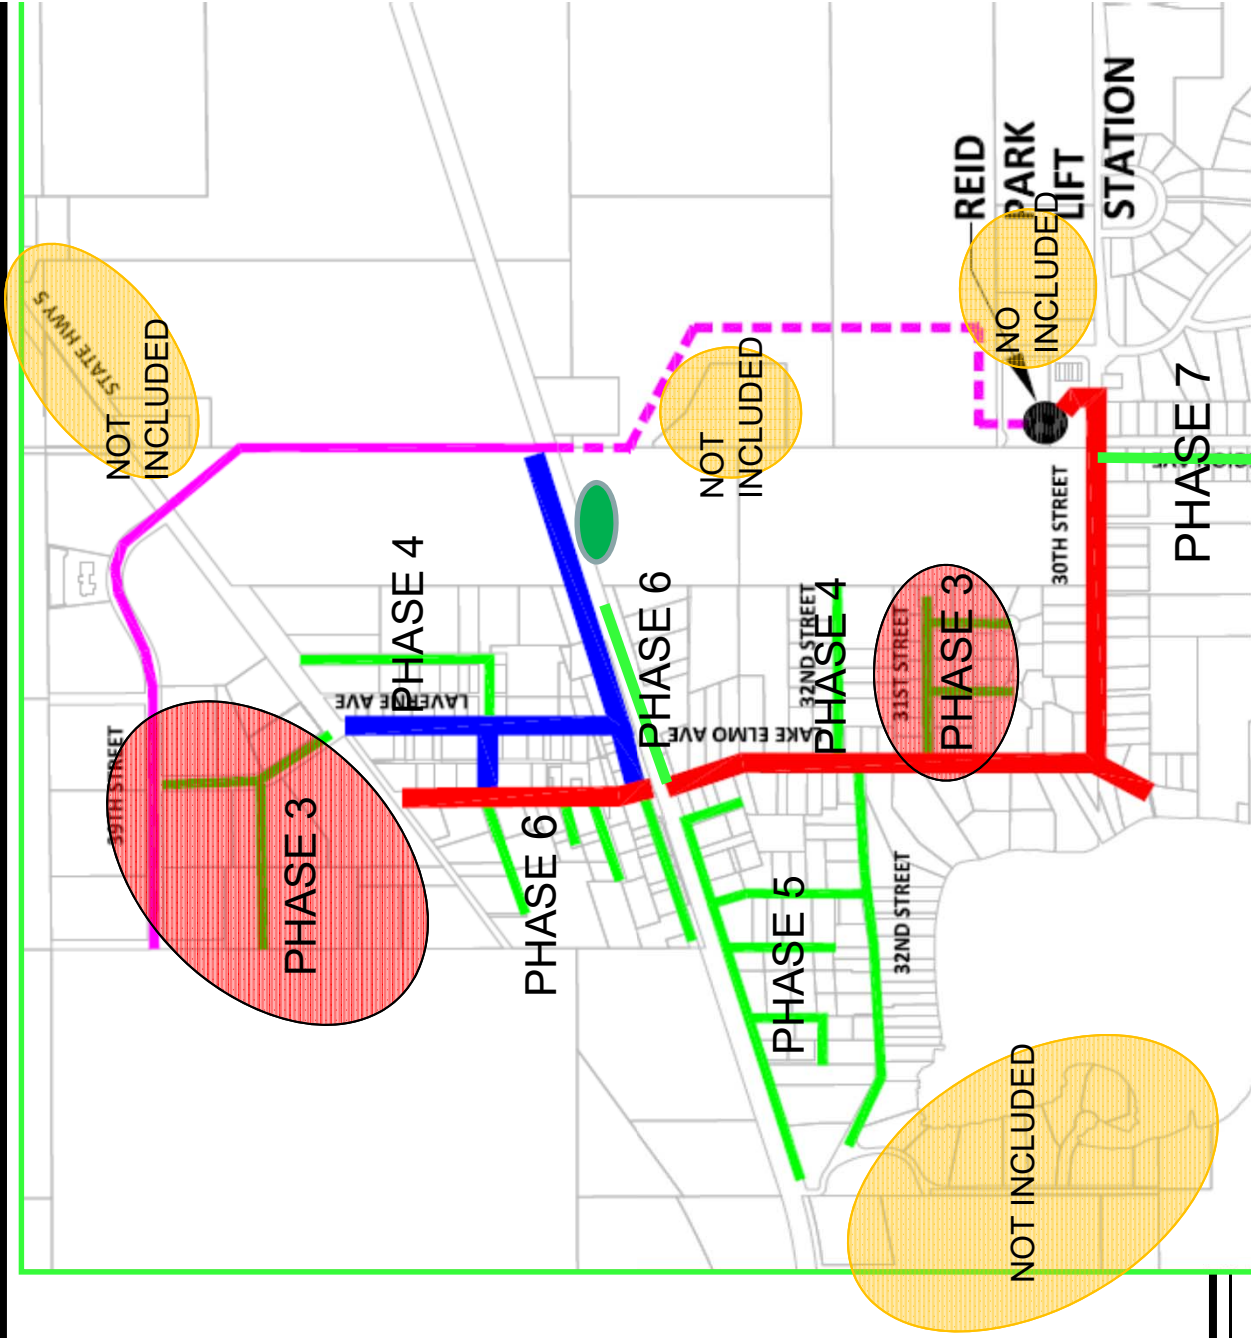 REID
PARK
LIFT
STATION
NO
INCLUDED
STATE HWY 5
NOT
INCLUDED
NOT
INCLUDED
PHASE 7
30TH STREET
PHASE 4
LAVERNE AVE
PHASE 6
LAKE ELMO AVE
32ND STREET
PHASE 4
31ST STREET
PHASE 3
39TH STREET
PHASE 3
PHASE 6
PHASE 5
32ND STREET
NOT INCLUDED